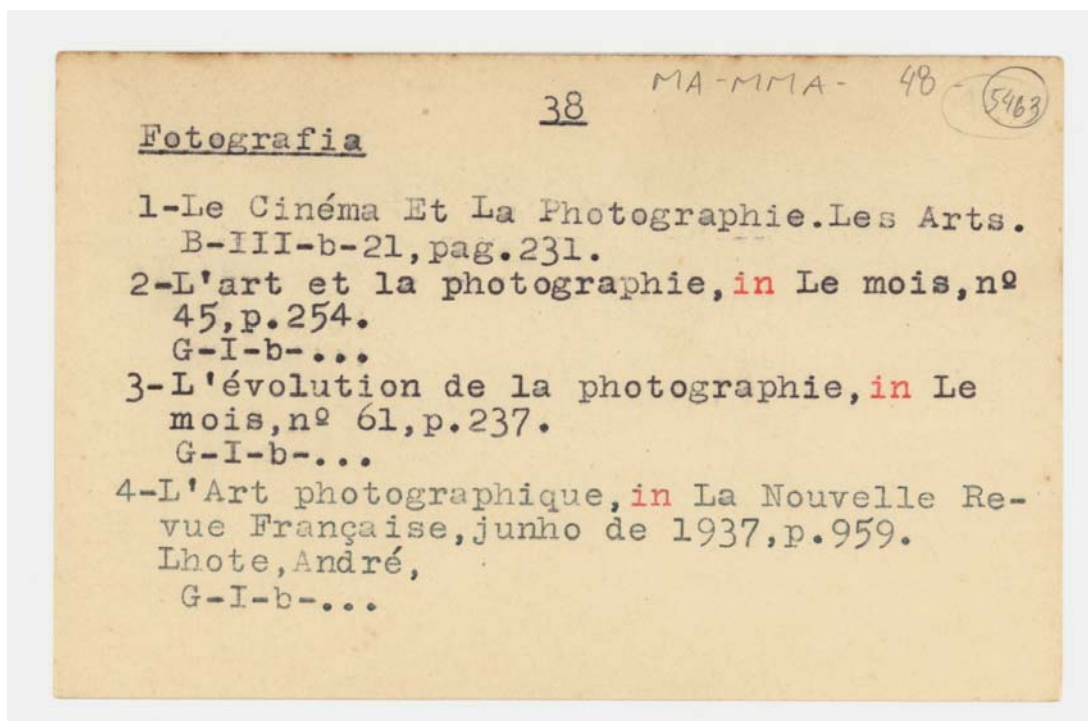 MA-MMA- 48 - 5463
38
Fotografia
1-Le Cinéma Et La Photographie.Les Arts.
B-III-b-21,pag.231.
2-L'art et la photographie,in Le mois,nº
45,p.254.
G-I-b-...
3-L'évolution de la photographie,in Le
mois,nº 61,p.237.
G-I-b-...
4-L'Art photographique,in La Nouvelle Re-
vue Française,junho de 1937,p.959.
Lhote,André,
G-I-b-...